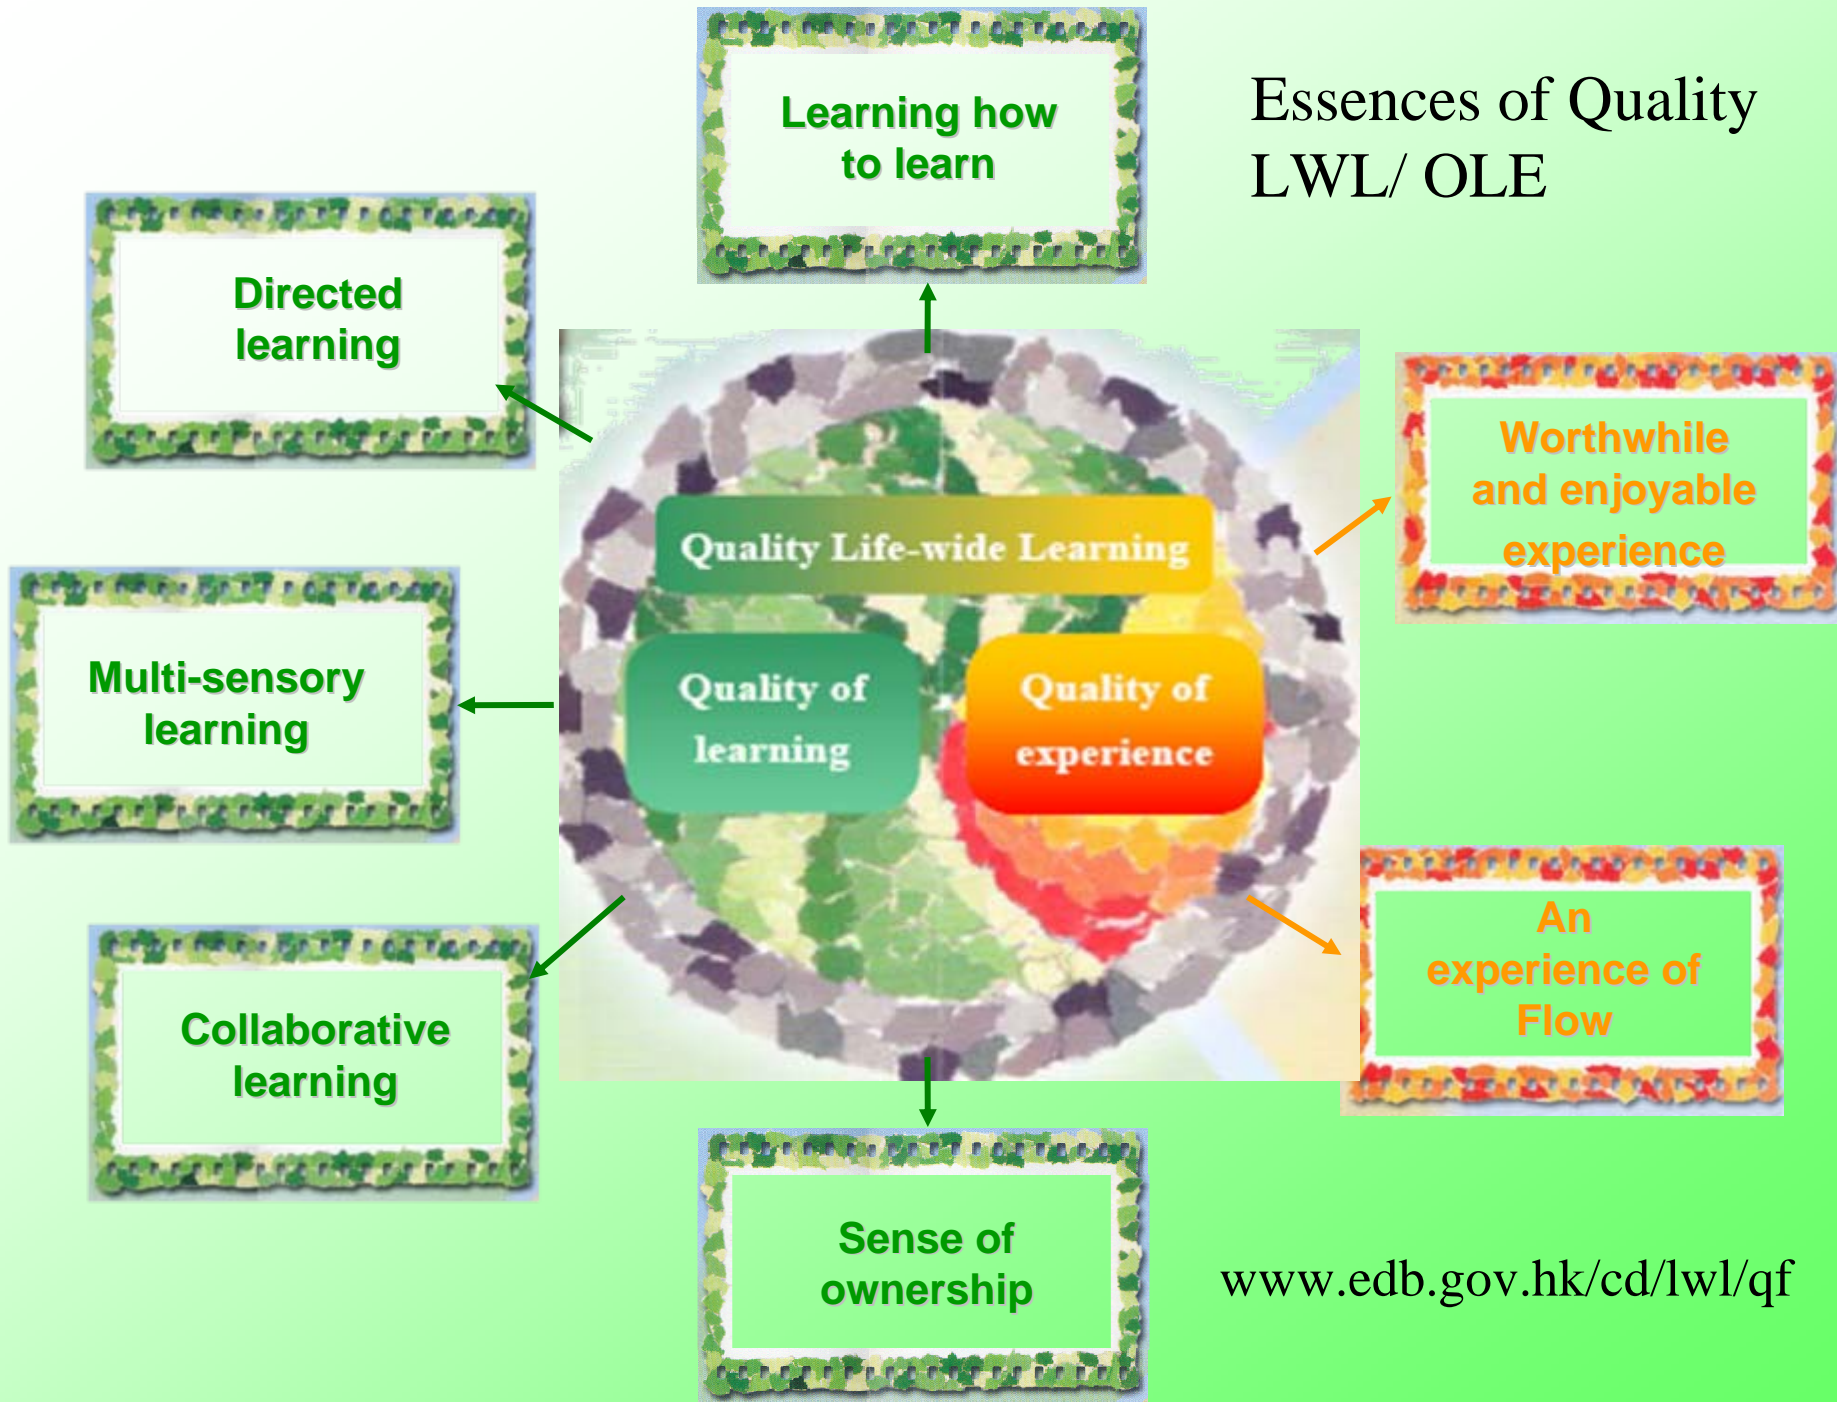 Essences of Quality
LWL/ OLE
Learning how
to learn
Directed
learning
Multi-sensory
learning
Collaborative
learning
Sense of
ownership
Quality Life-wide Learning
Quality of
learning
Quality of
experience
Worthwhile
and enjoyable
experience
An
experience of
Flow
www.edb.gov.hk/cd/lwl/qf